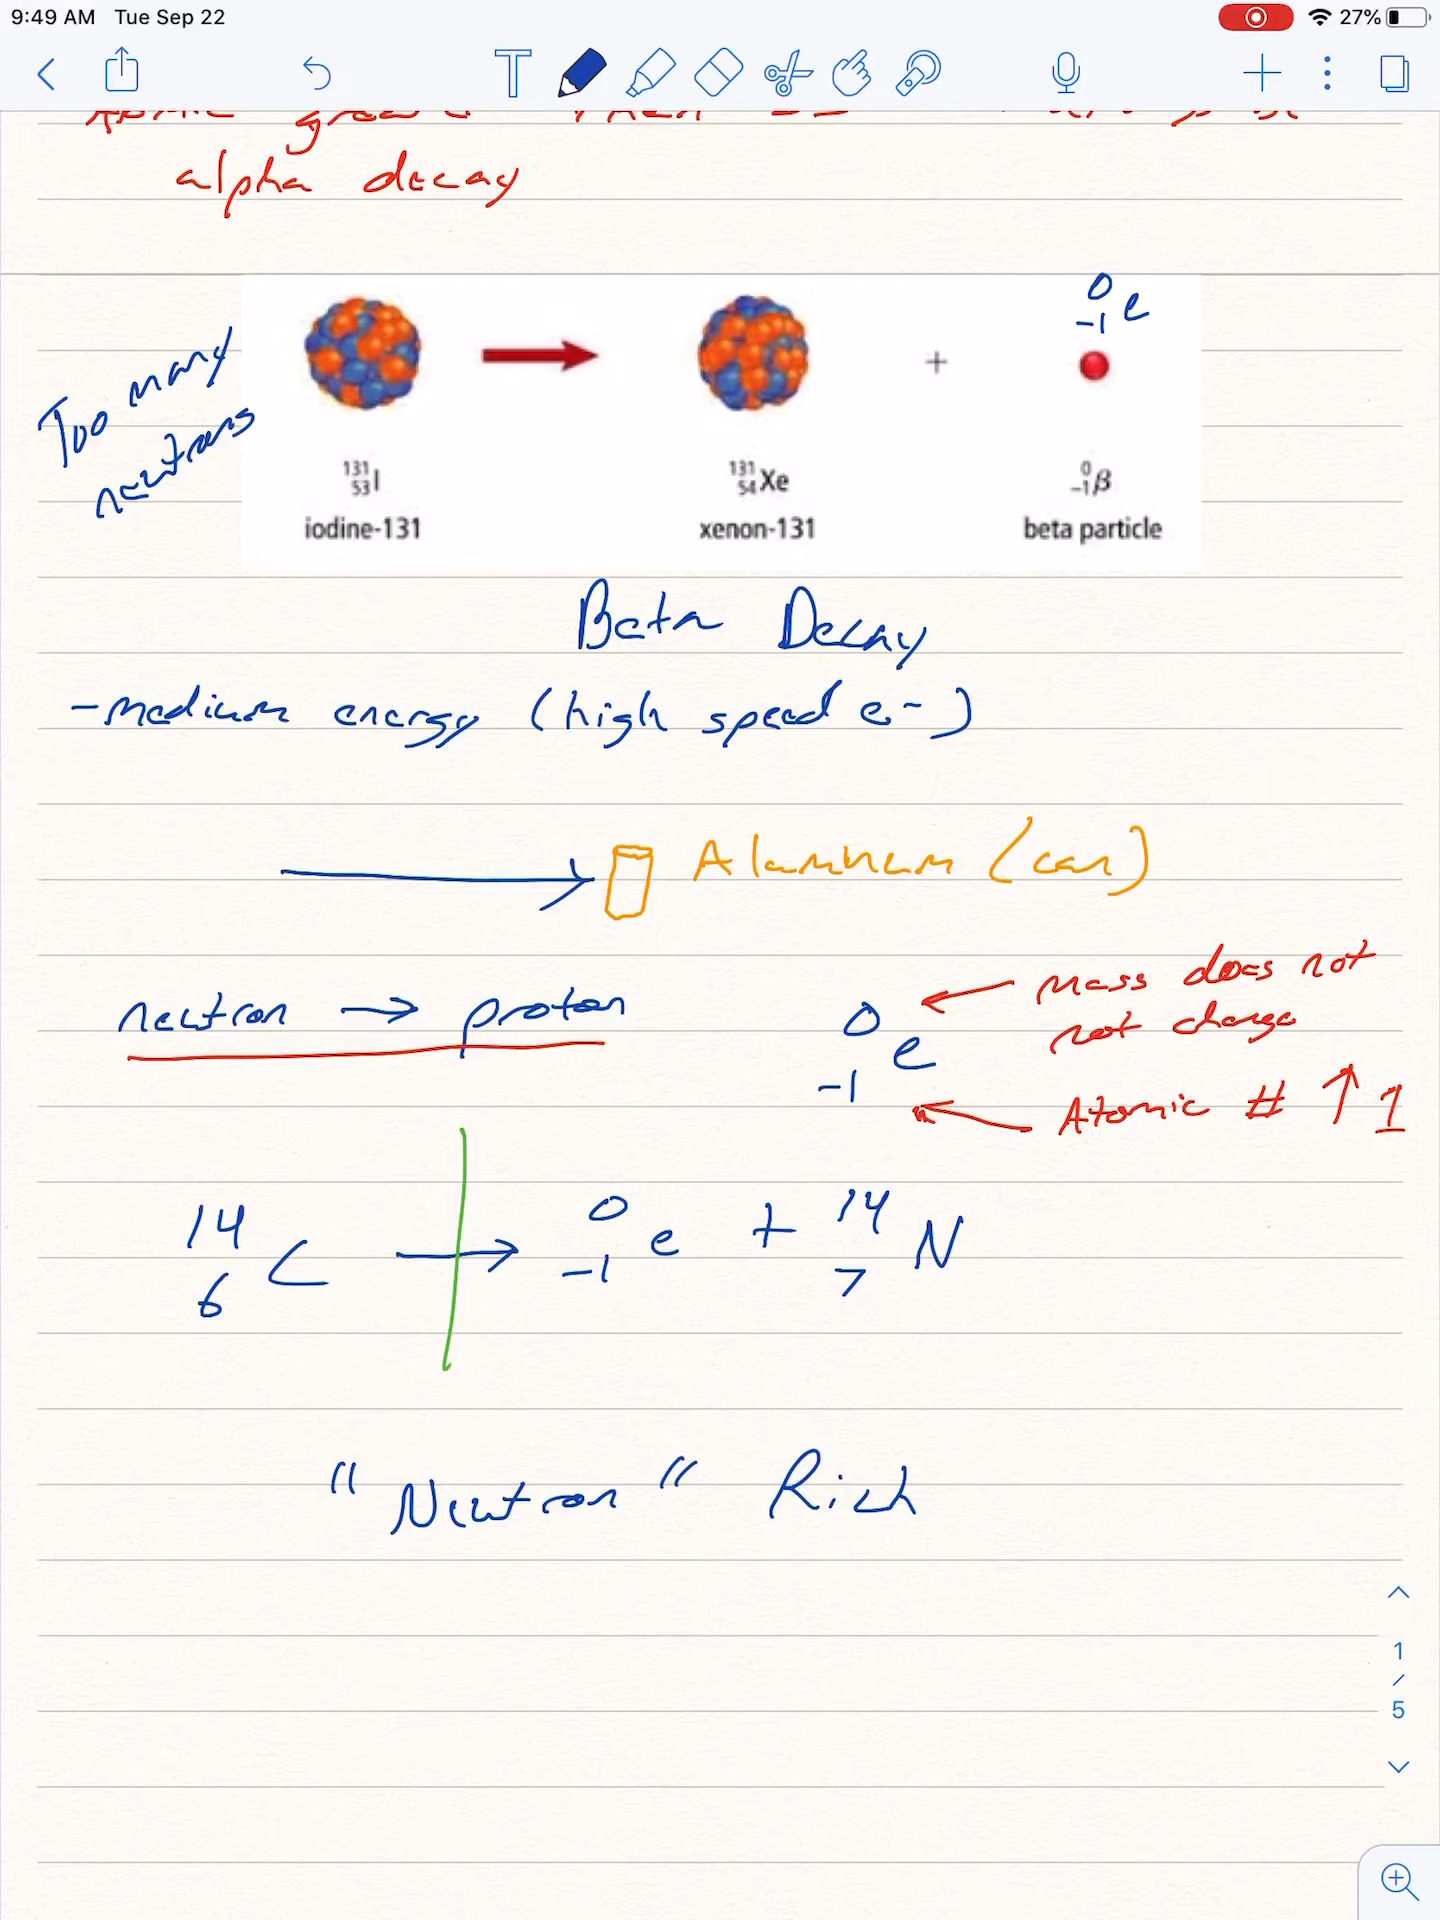 9:49 AM Tue Sep 22
27%
T
alpha decay
Too many
neutrons
0
-1 e
+
131
53 I
131
54 Xe
0
-1 β
iodine-131
xenon-131
beta particle
Beta Decay
- medium energy (high speed e-)
Aluminum (can)
neutron → proton
0
-1 e
← Mass does not
not change
← Atomic # ↑ 1
14
6 C → 0
-1 e + 14
7 N
"Neutron" Rich
1
/
5